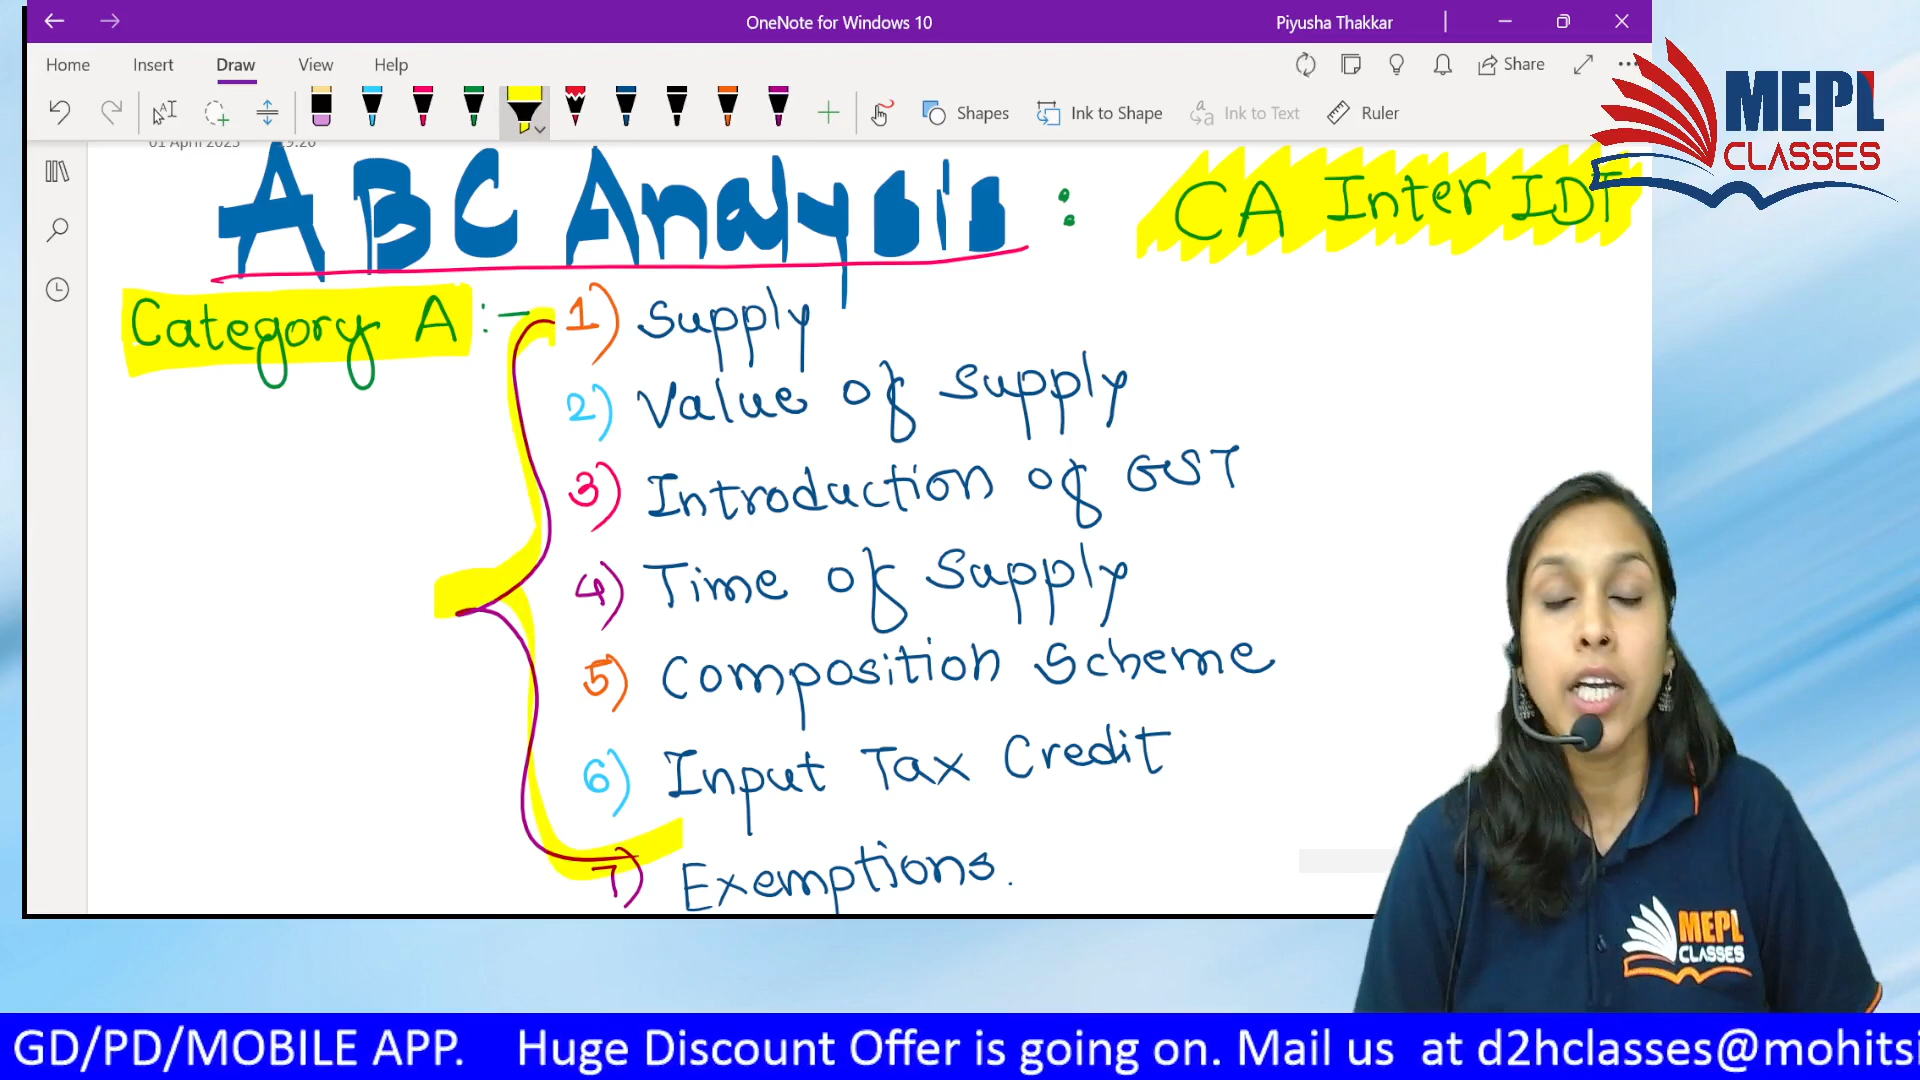 OneNote for Windows 10
Piyusha Thakkar
Home Insert Draw View Help
Share
Shapes
Ink to Shape
Ink to Text
Ruler
MEPL
CLASSES
ABC Analysis : CA Inter IDT
Category A :-
1) Supply
2) Value of Supply
3) Introduction of GST
4) Time of Supply
5) Composition Scheme
6) Input Tax Credit
7) Exemptions.
MEPL
CLASSES
GD/PD/MOBILE APP. Huge Discount Offer is going on. Mail us at d2hclasses@mohitsi